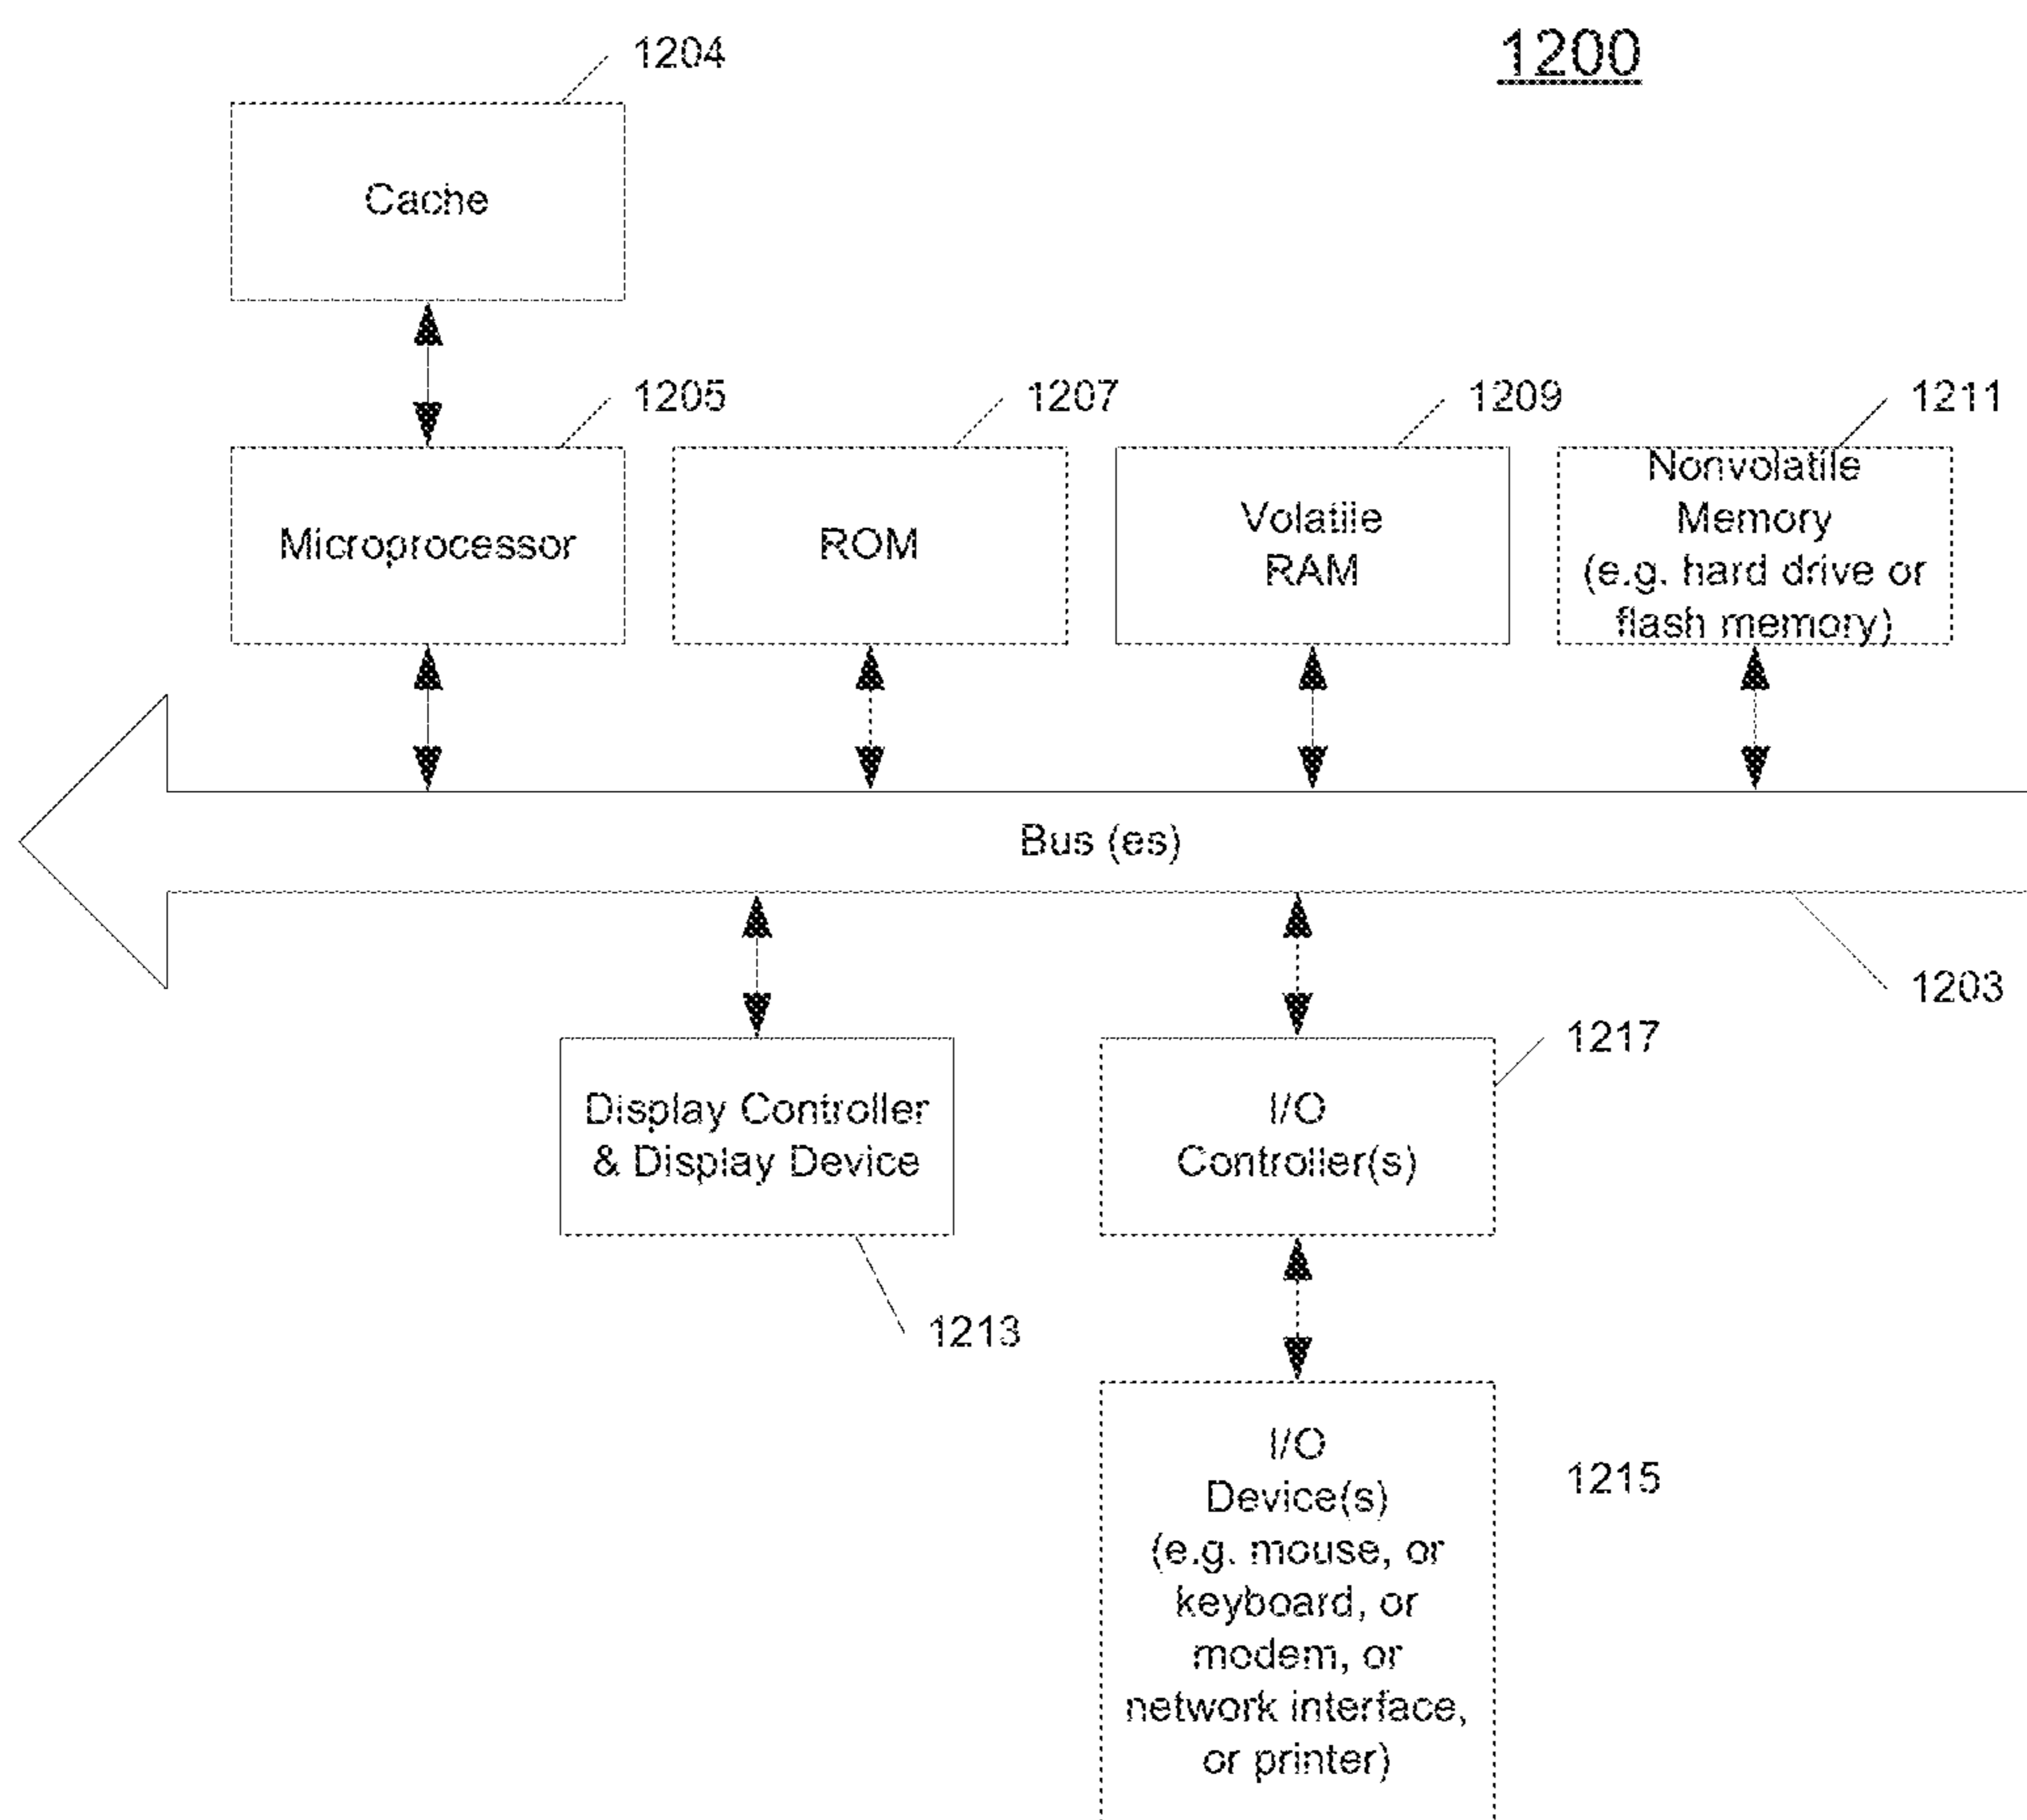 1200
1204
Cache
1205
1207
1209
1211
Microprocessor
ROM
Volatile
RAM
Nonvolatile
Memory
(e.g. hard drive or
flash memory)
Bus (es)
1203
1217
Display Controller
& Display Device
I/O
Controller(s)
1213
I/O
Device(s)
(e.g. mouse, or
keyboard, or
modem, or
network interface,
or printer)
1215